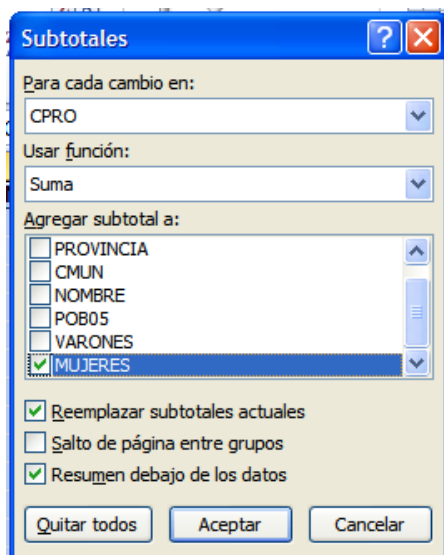 Subtotales
Para cada cambio en:
CPRO
Usar función:
Suma
Agregar subtotal a:
PROVINCIA
CMUN
NOMBRE
POB05
VARONES
MUJERES
Reemplazar subtotales actuales
Salto de página entre grupos
Resumen debajo de los datos
Quitar todos Aceptar Cancelar